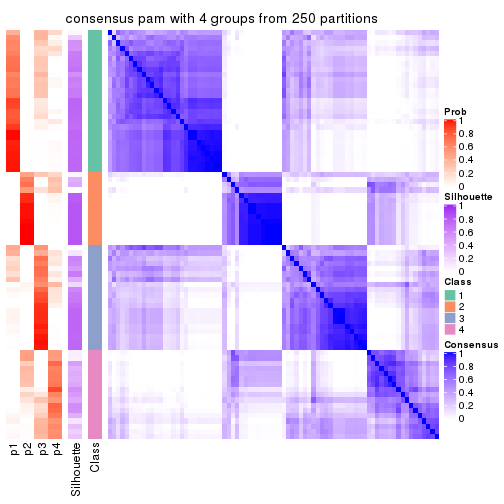 consensus pam with 4 groups from 250 partitions
Prob
1
0.8
0.6
0.4
0.2
0
Silhouette
1
0.8
0.6
0.4
0.2
0
Class
1
2
3
4
Consensus
1
0.8
0.6
0.4
0.2
0
p1
p2
p3
p4
Silhouette
Class